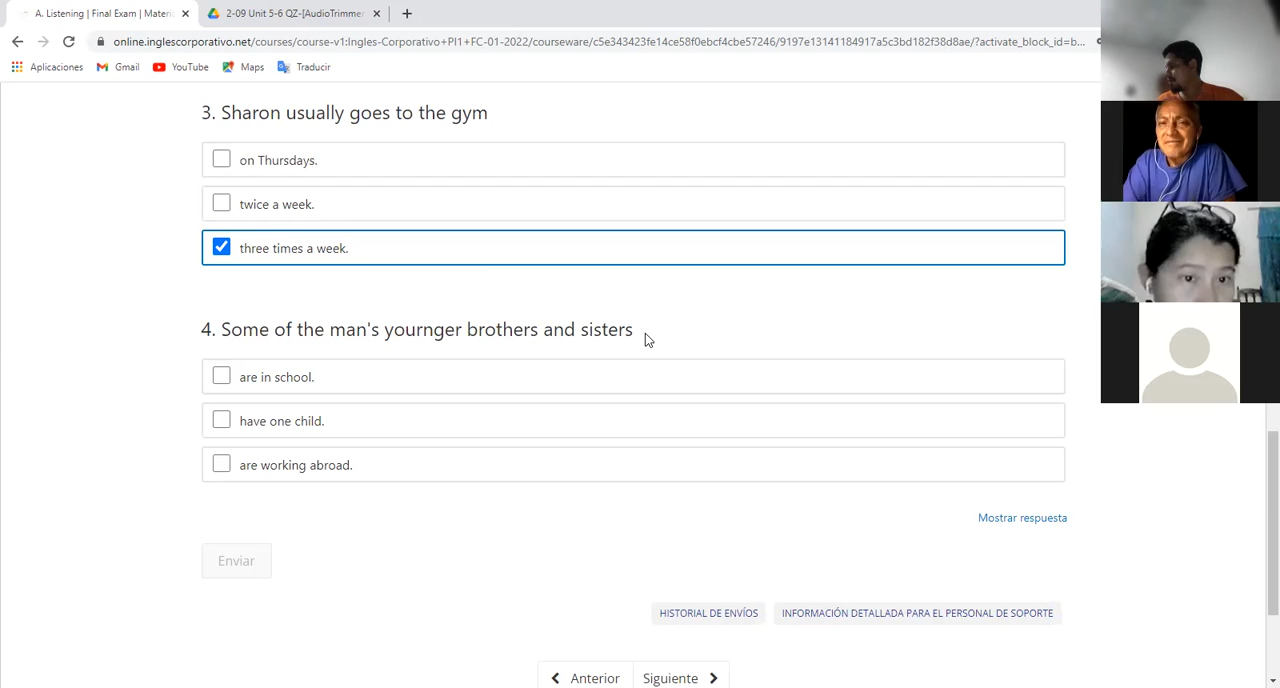 A. Listening | Final Exam | Materi
2-09 Unit 5-6 QZ-[AudioTrimmer
online.inglescorporativo.net/courses/course-v1:Ingles-Corporativo+PI1+FC-01-2022/courseware/c5e343423fe14ce58f0ebcf4cbe57246/9197e13141184917a5c3bd182f38d8ae/?activate_block_id=b...
Aplicaciones Gmail YouTube Maps Traducir
3. Sharon usually goes to the gym
on Thursdays.
twice a week.
three times a week.
4. Some of the man's yournger brothers and sisters
are in school.
have one child.
are working abroad.
Mostrar respuesta
Enviar
HISTORIAL DE ENVÍOS INFORMACIÓN DETALLADA PARA EL PERSONAL DE SOPORTE
Anterior Siguiente